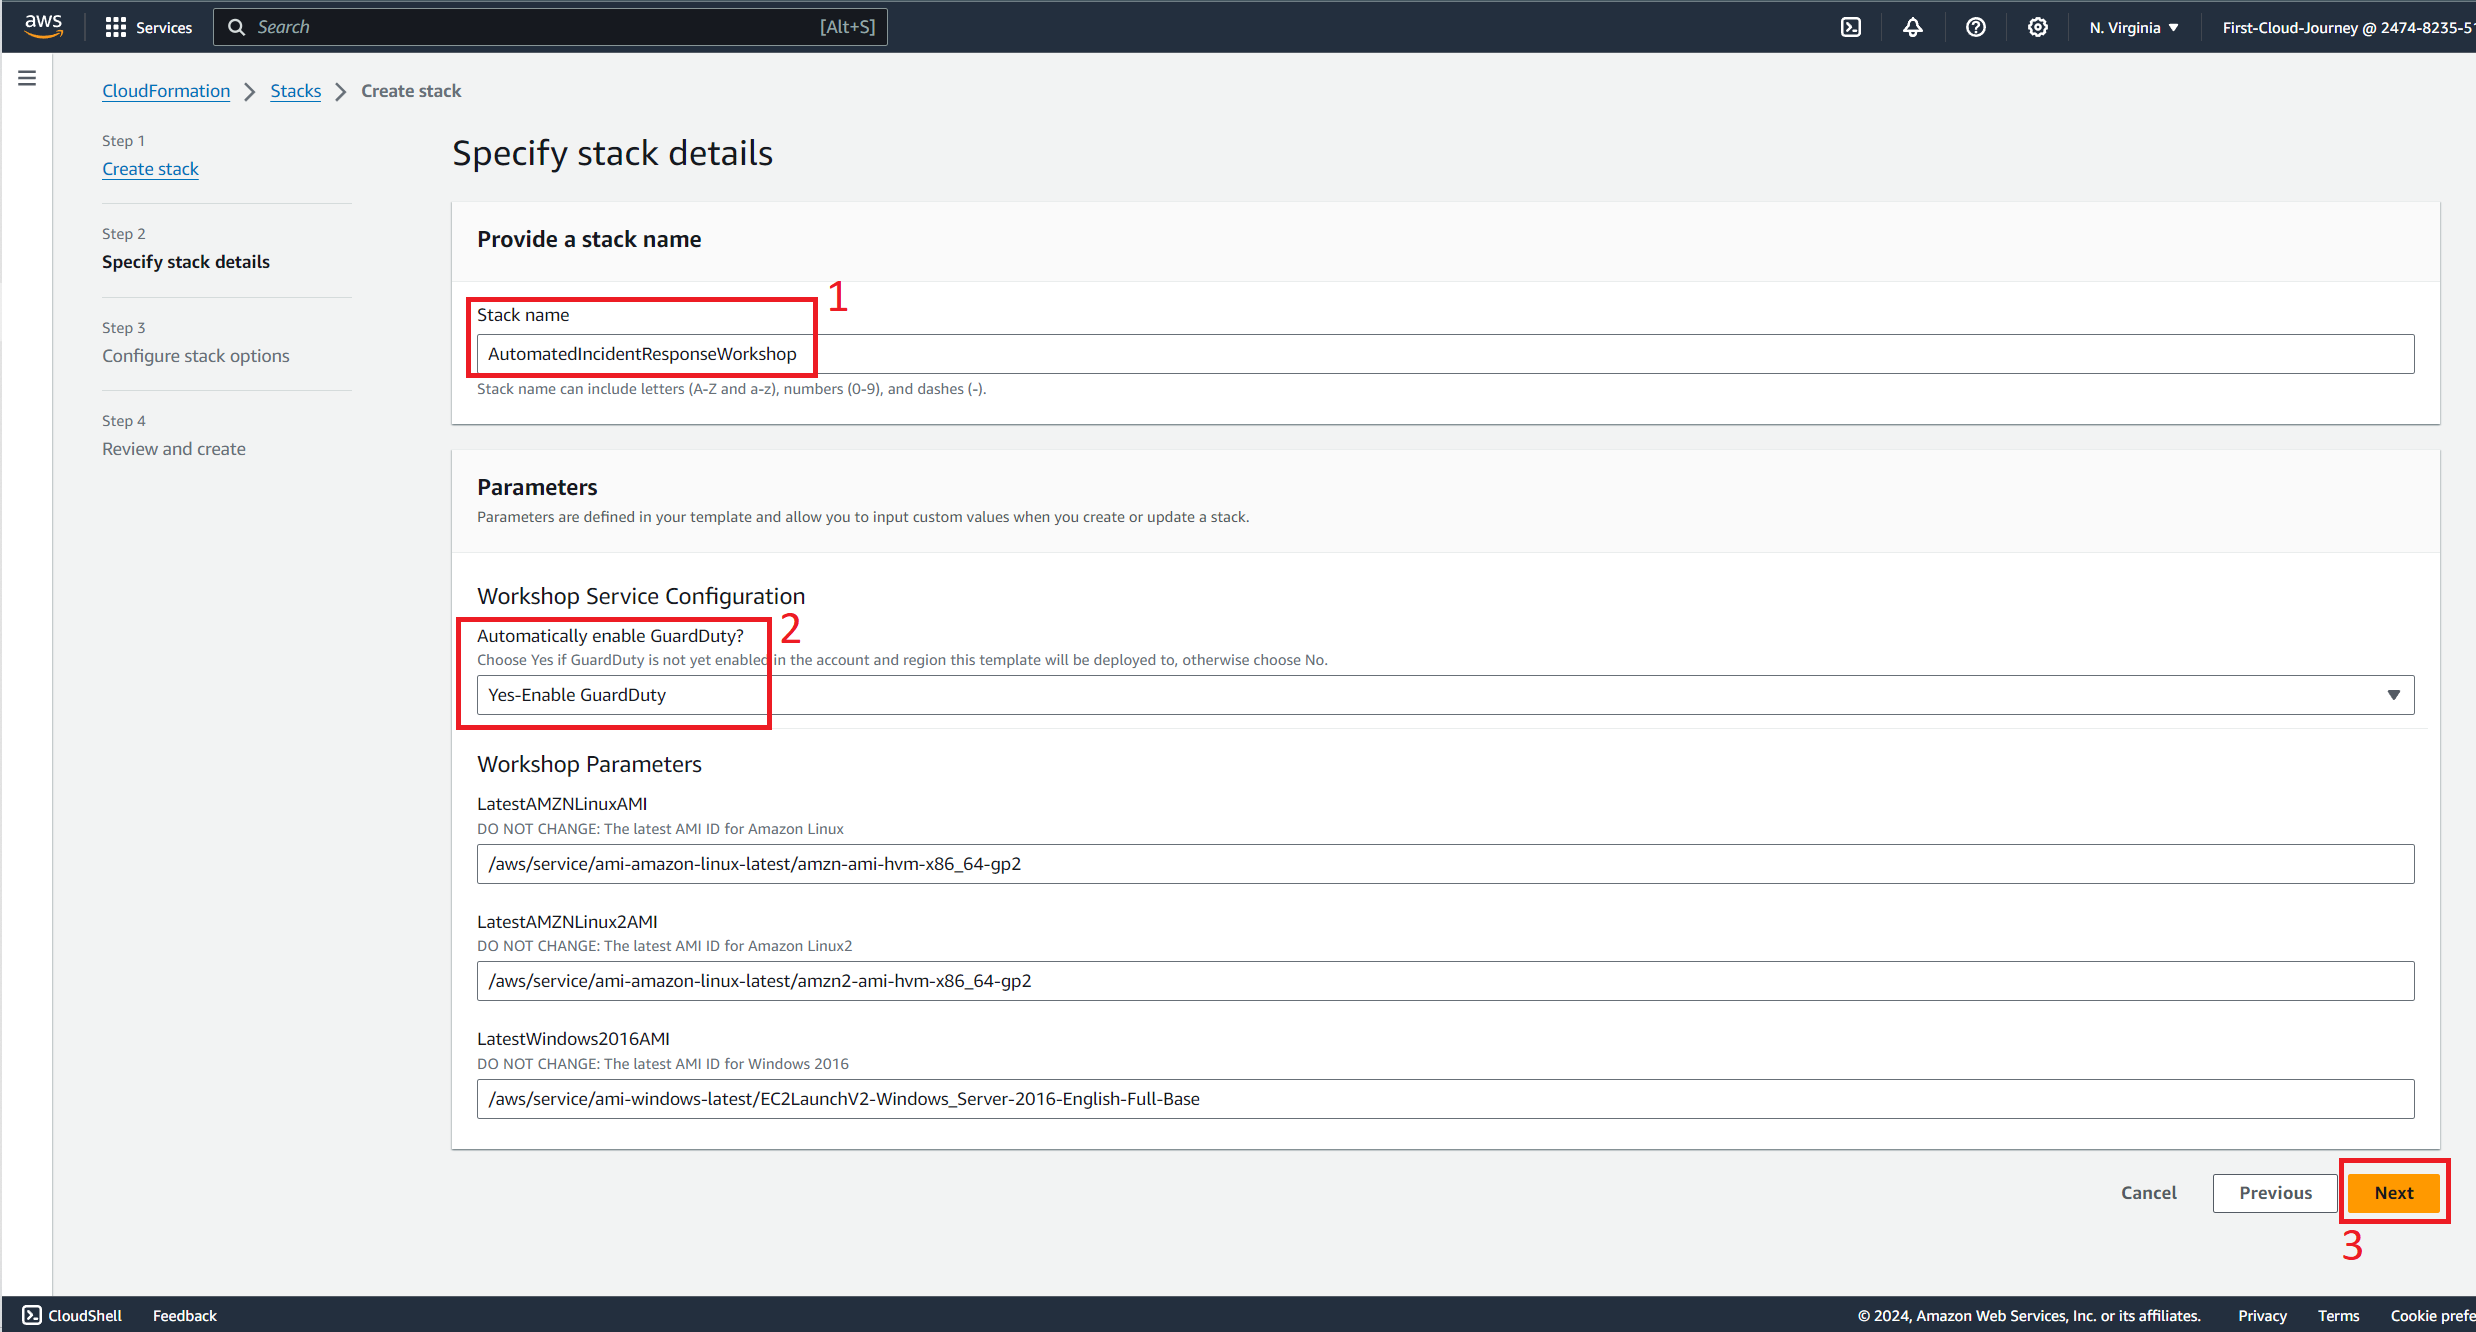 aws
Services
Search
[Alt+S]
N. Virginia
First-Cloud-Journey @ 2474-8235-5
CloudFormation
Stacks
Create stack
Step 1
Create stack
Step 2
Specify stack details
Step 3
Configure stack options
Step 4
Review and create
Specify stack details
Provide a stack name
1
Stack name
AutomatedIncidentResponseWorkshop
Stack name can include letters (A-Z and a-z), numbers (0-9), and dashes (-).
Parameters
Parameters are defined in your template and allow you to input custom values when you create or update a stack.
Workshop Service Configuration
2
Automatically enable GuardDuty?
Choose Yes if GuardDuty is not yet enabled in the account and region this template will be deployed to, otherwise choose No.
Yes-Enable GuardDuty
Workshop Parameters
LatestAMZNLinuxAMI
DO NOT CHANGE: The latest AMI ID for Amazon Linux
/aws/service/ami-amazon-linux-latest/amzn-ami-hvm-x86_64-gp2
LatestAMZNLinux2AMI
DO NOT CHANGE: The latest AMI ID for Amazon Linux2
/aws/service/ami-amazon-linux-latest/amzn2-ami-hvm-x86_64-gp2
LatestWindows2016AMI
DO NOT CHANGE: The latest AMI ID for Windows 2016
/aws/service/ami-windows-latest/EC2LaunchV2-Windows_Server-2016-English-Full-Base
Cancel
Previous
Next
3
CloudShell
Feedback
© 2024, Amazon Web Services, Inc. or its affiliates.
Privacy
Terms
Cookie prefe